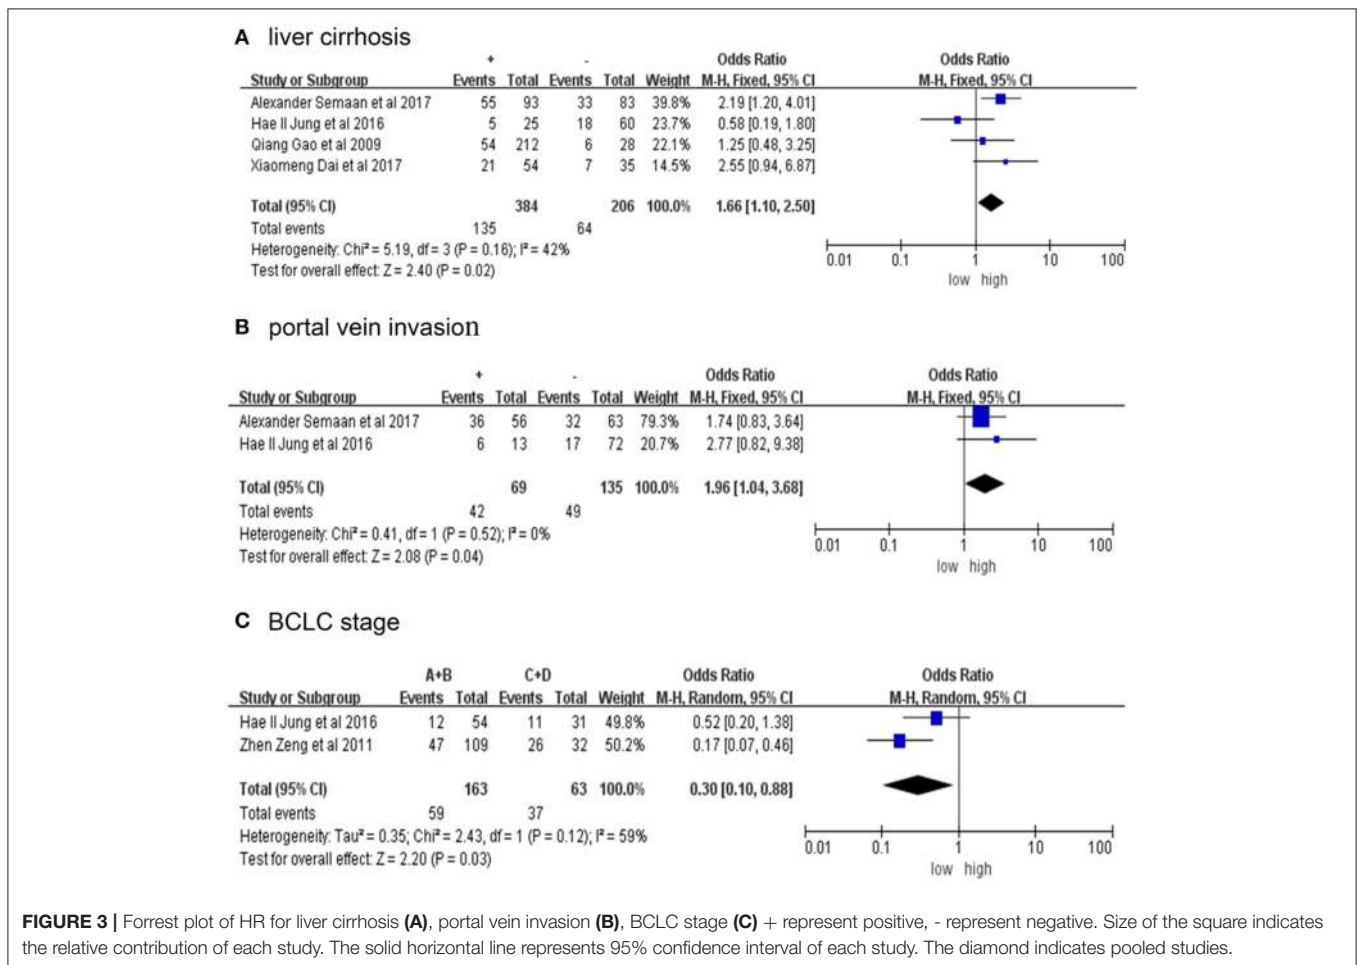 A liver cirrhosis
+ - Odds Ratio Odds Ratio
Study or Subgroup Events Total Events Total Weight M-H, Fixed, 95% CI M-H, Fixed, 95% CI
Alexander Semaan et al 2017 55 93 33 83 39.8% 2.19 [1.20, 4.01]
Hae Il Jung et al 2016 5 25 18 60 23.7% 0.58 [0.19, 1.80]
Qiang Gao et al 2009 54 212 6 28 22.1% 1.25 [0.48, 3.25]
Xiaomeng Dai et al 2017 21 54 7 35 14.5% 2.55 [0.94, 6.87]
Total (95% CI) 384 206 100.0% 1.66 [1.10, 2.50]
Total events 135 64
Heterogeneity: Chi² = 5.19, df = 3 (P = 0.16); I² = 42%
Test for overall effect: Z = 2.40 (P = 0.02)
0.01 0.1 1 10 100
low high
B portal vein invasion
+ - Odds Ratio Odds Ratio
Study or Subgroup Events Total Events Total Weight M-H, Fixed, 95% CI M-H, Fixed, 95% CI
Alexander Semaan et al 2017 36 56 32 63 79.3% 1.74 [0.83, 3.64]
Hae Il Jung et al 2016 6 13 17 72 20.7% 2.77 [0.82, 9.38]
Total (95% CI) 69 135 100.0% 1.96 [1.04, 3.68]
Total events 42 49
Heterogeneity: Chi² = 0.41, df = 1 (P = 0.52); I² = 0%
Test for overall effect: Z = 2.08 (P = 0.04)
0.01 0.1 1 10 100
low high
C BCLC stage
A+B C+D Odds Ratio Odds Ratio
Study or Subgroup Events Total Events Total Weight M-H, Random, 95% CI M-H, Random, 95% CI
Hae Il Jung et al 2016 12 54 11 31 49.8% 0.52 [0.20, 1.38]
Zhen Zeng et al 2011 47 109 26 32 50.2% 0.17 [0.07, 0.46]
Total (95% CI) 163 63 100.0% 0.30 [0.10, 0.88]
Total events 59 37
Heterogeneity: Tau² = 0.35; Chi² = 2.43, df = 1 (P = 0.12); I² = 59%
Test for overall effect: Z = 2.20 (P = 0.03)
0.01 0.1 1 10 100
low high
FIGURE 3 | Forrest plot of HR for liver cirrhosis (A), portal vein invasion (B), BCLC stage (C) + represent positive, - represent negative. Size of the square indicates
the relative contribution of each study. The solid horizontal line represents 95% confidence interval of each study. The diamond indicates pooled studies.